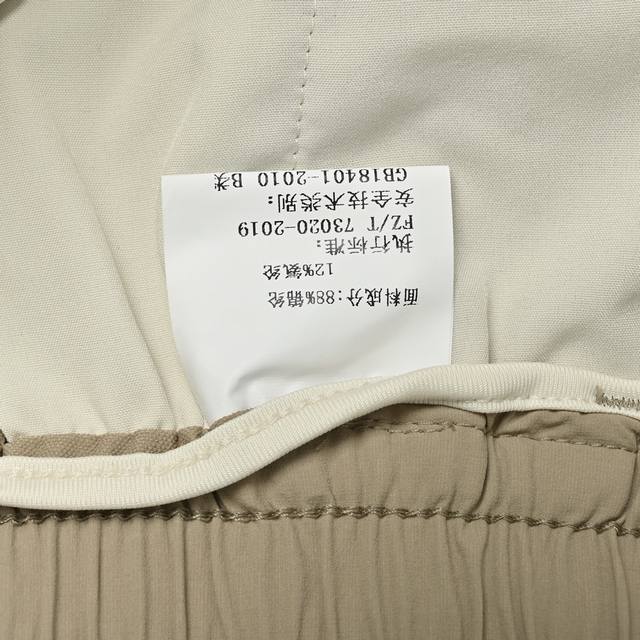 面料成分:88%锦纶
12%氨纶
执行标准:
FZ/T 73020-2019
安全技术类别:
GB18401-2010 B类